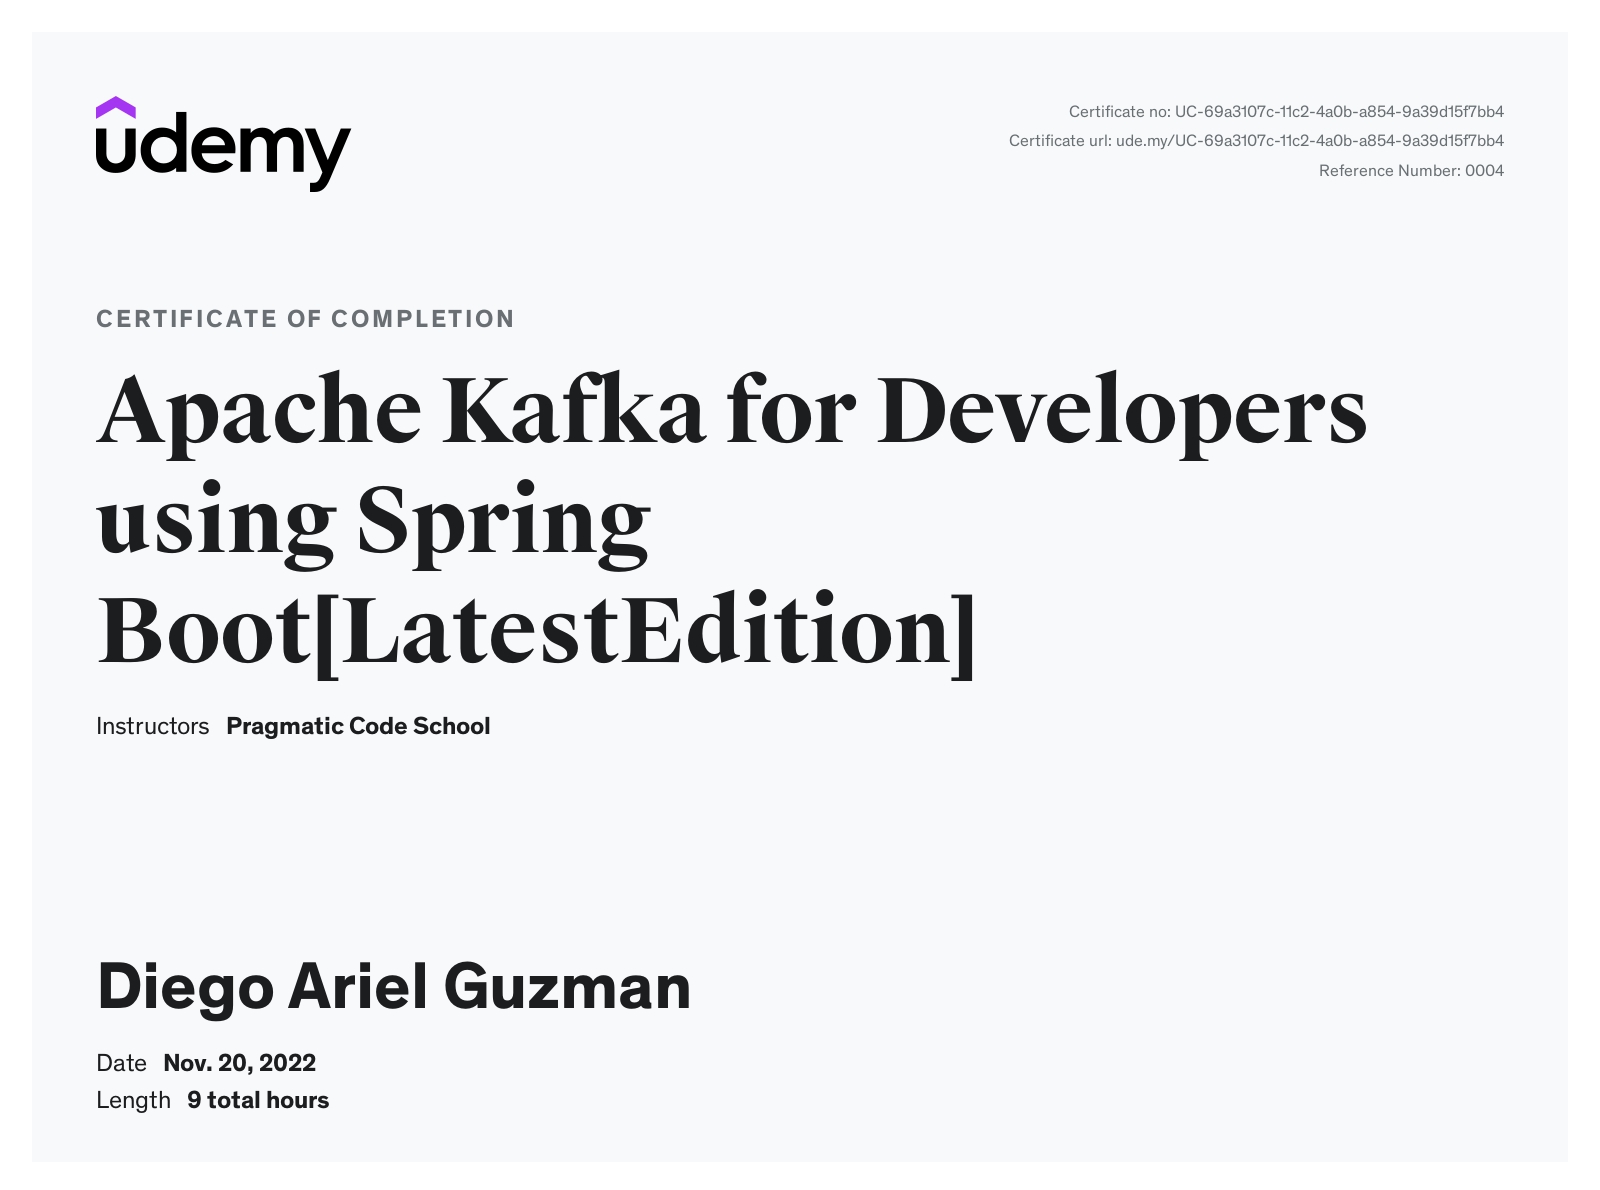 udemy
Certificate no: UC-69a3107c-11c2-4a0b-a854-9a39d15f7bb4
Certificate url: ude.my/UC-69a3107c-11c2-4a0b-a854-9a39d15f7bb4
Reference Number: 0004
CERTIFICATE OF COMPLETION
Apache Kafka for Developers
using Spring
Boot[LatestEdition]
Instructors Pragmatic Code School
Diego Ariel Guzman
Date Nov. 20, 2022
Length 9 total hours